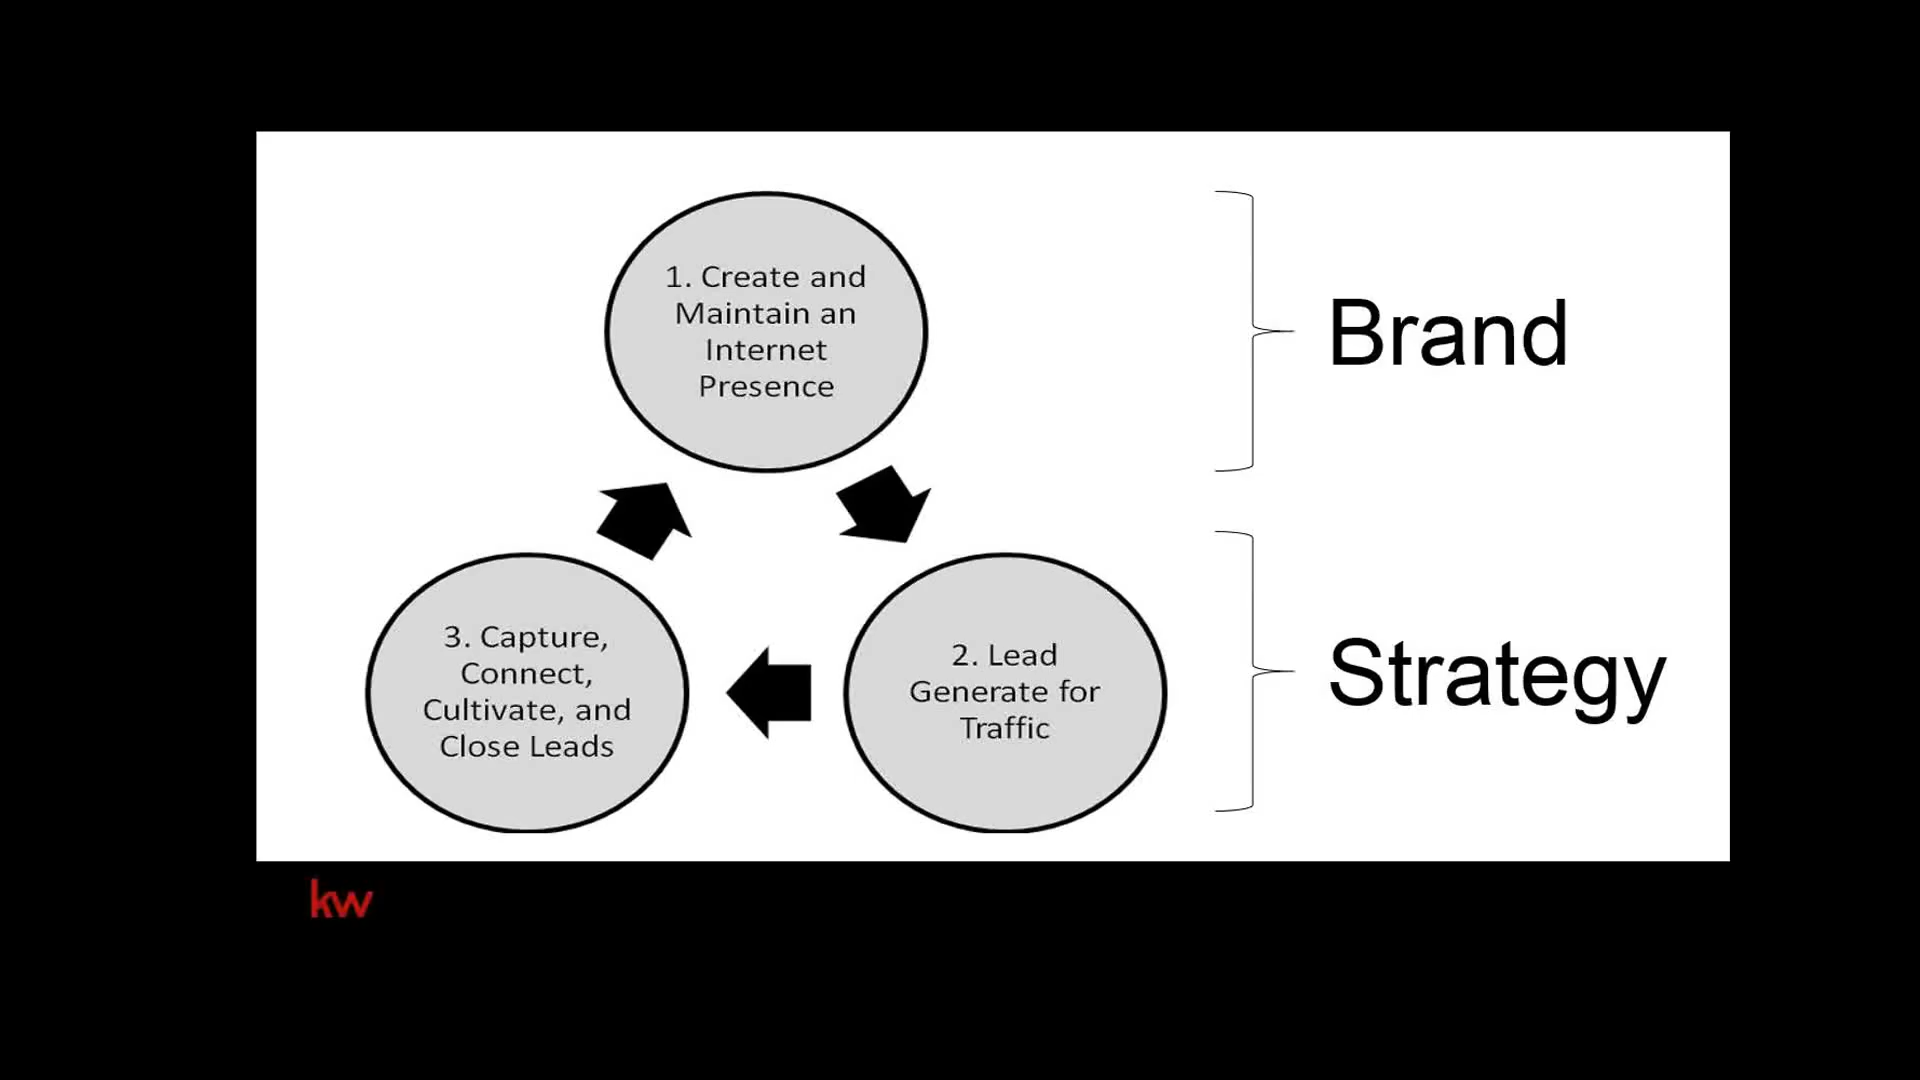 1. Create and
Maintain an
Internet
Presence
Brand
3. Capture,
Connect,
Cultivate, and
Close Leads
2. Lead
Generate for
Traffic
Strategy
kw